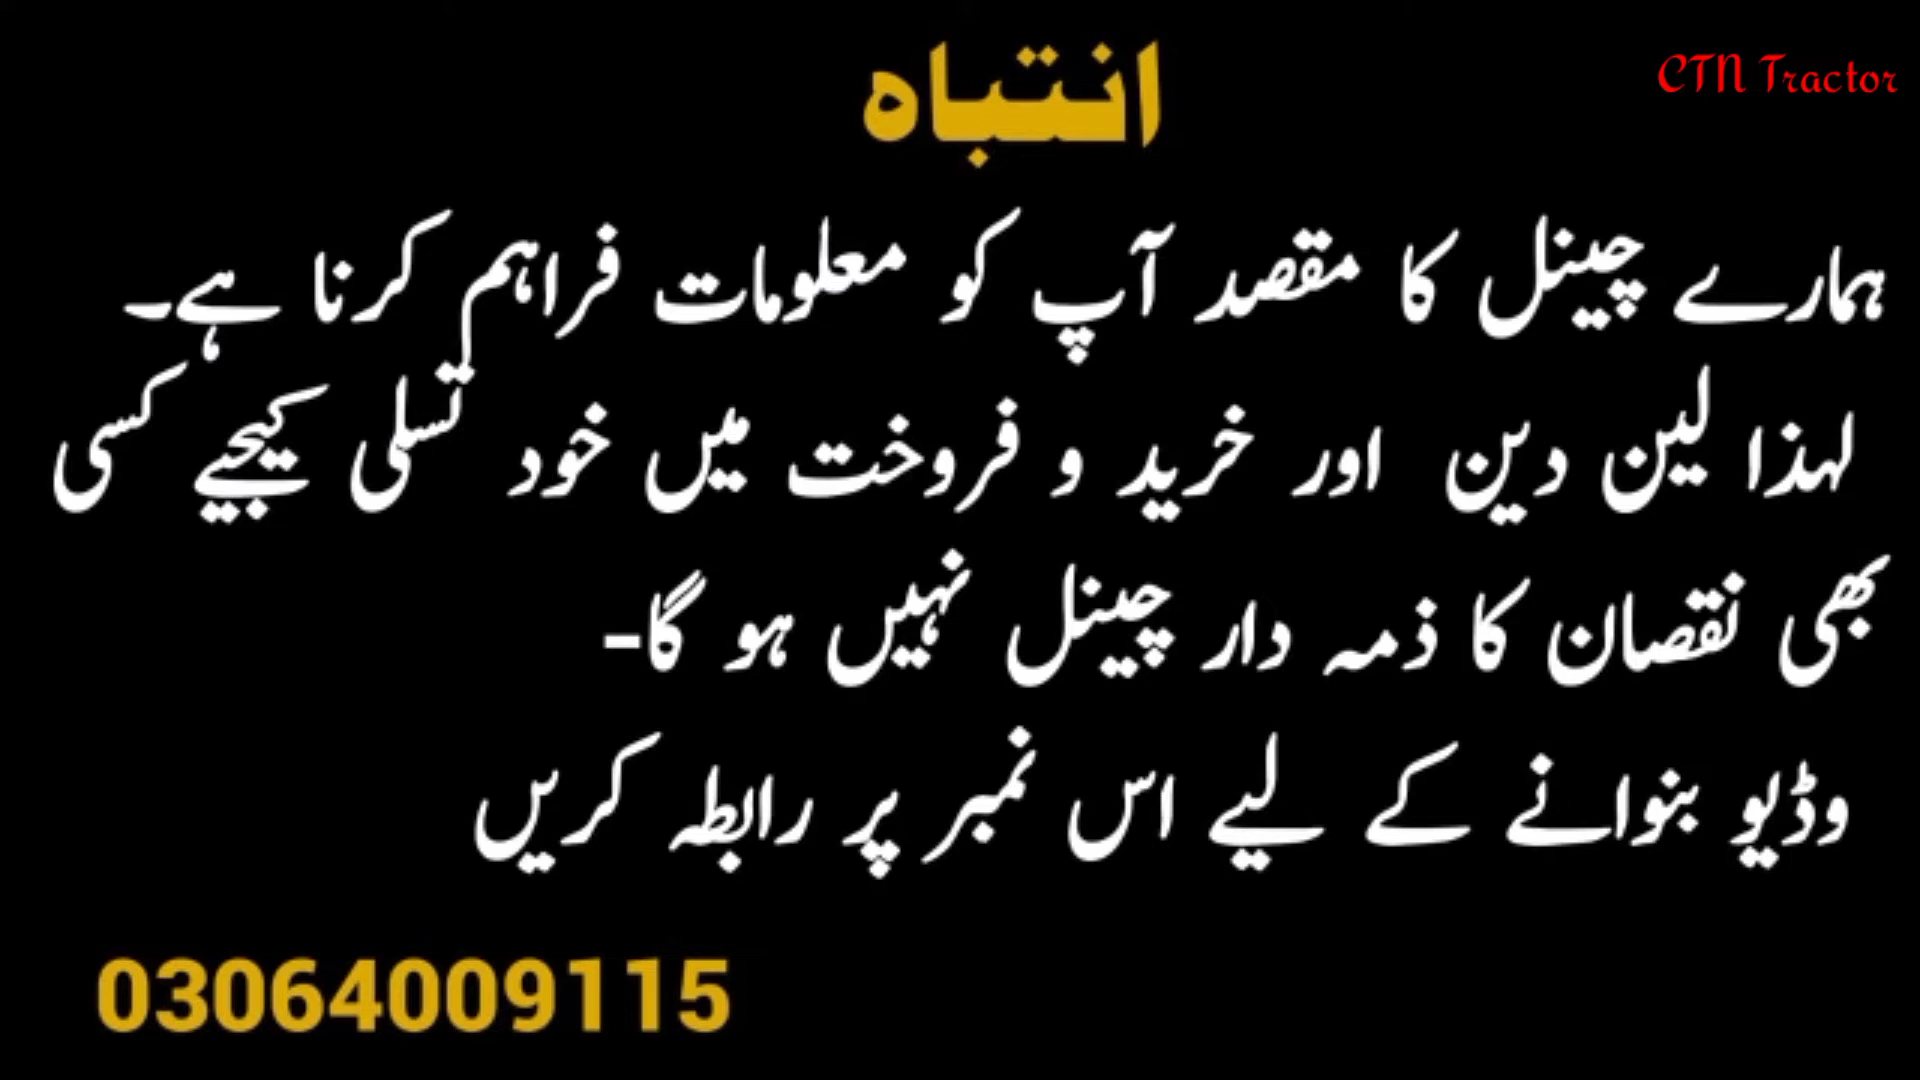 انتباہ
CTN Tractor
ہمارے چینل کا مقصد آپ کو معلومات فراہم کرنا ہے۔
لہذا لین دین اور خرید و فروخت میں خود تسلی کیجیے کسی
بھی نقصان کا ذمہ دار چینل نہیں ہو گا-
وڈیو بنوانے کے لیے اس نمبر پر رابطہ کریں
03064009115